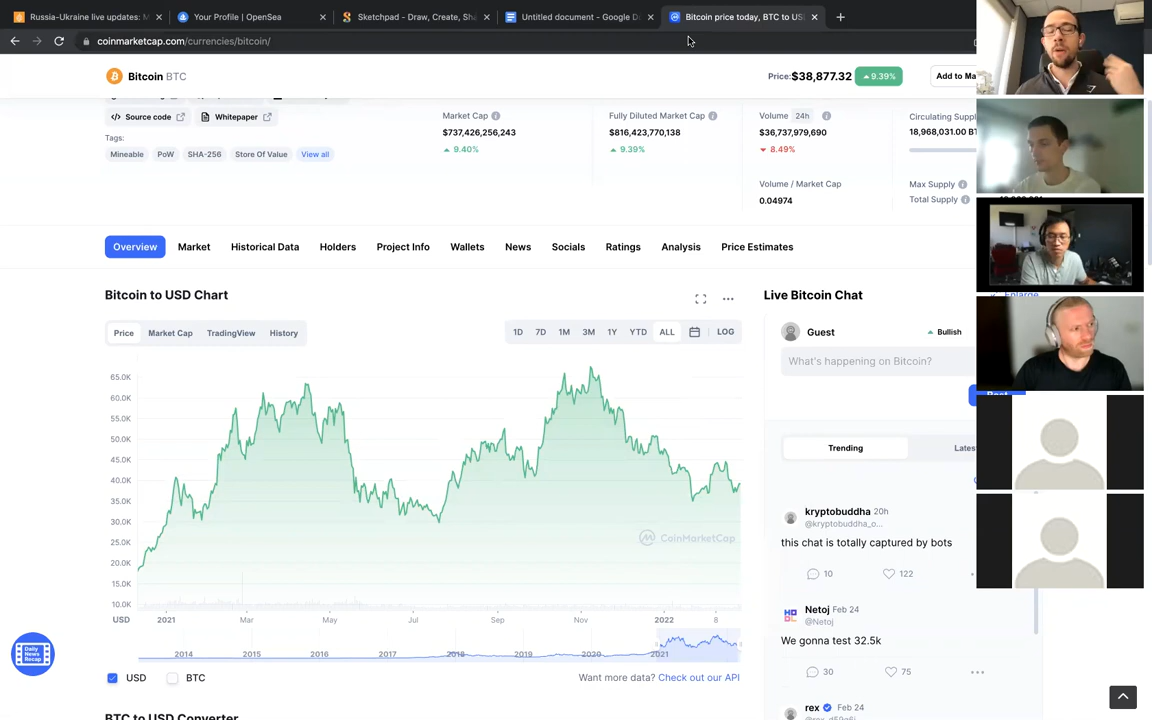 Russia-Ukraine live updates: M
Your Profile | OpenSea
Sketchpad - Draw, Create, Sha
Untitled document - Google D
Bitcoin price today, BTC to US
coinmarketcap.com/currencies/bitcoin/
Bitcoin BTC
Price: $38,877.32 9.39%
Add to Ma
Source code
Whitepaper
Tags:
Mineable PoW SHA-256 Store Of Value View all
Market Cap
$737,426,256,243
9.40%
Fully Diluted Market Cap
$816,423,770,138
9.39%
Volume 24h
$36,737,979,690
8.49%
Volume / Market Cap
0.04974
Circulating Supply
18,968,031.00 BT
Max Supply
Total Supply
Overview Market Historical Data Holders Project Info Wallets News Socials Ratings Analysis Price Estimates
Bitcoin to USD Chart
Price Market Cap TradingView History
1D 7D 1M 3M 1Y YTD ALL LOG
65.0K
60.0K
55.0K
50.0K
45.0K
40.0K
35.0K
30.0K
25.0K
20.0K
15.0K
10.0K
CoinMarketCap
USD 2021 Mar May Jul Sep Nov 2022 8
2014 2015 2016 2017 2018 2019 2020 2021
USD BTC
Want more data? Check out our API
BTC to USD Converter
Daily
News
Recap
Enlarge
Live Bitcoin Chat
Guest
Bullish
What's happening on Bitcoin?
Post
Trending Lates
kryptobuddha 20h
@kryptobuddha_o...
this chat is totally captured by bots
10 122
Netoj Feb 24
@Netoj
We gonna test 32.5k
30 75
rex Feb 24